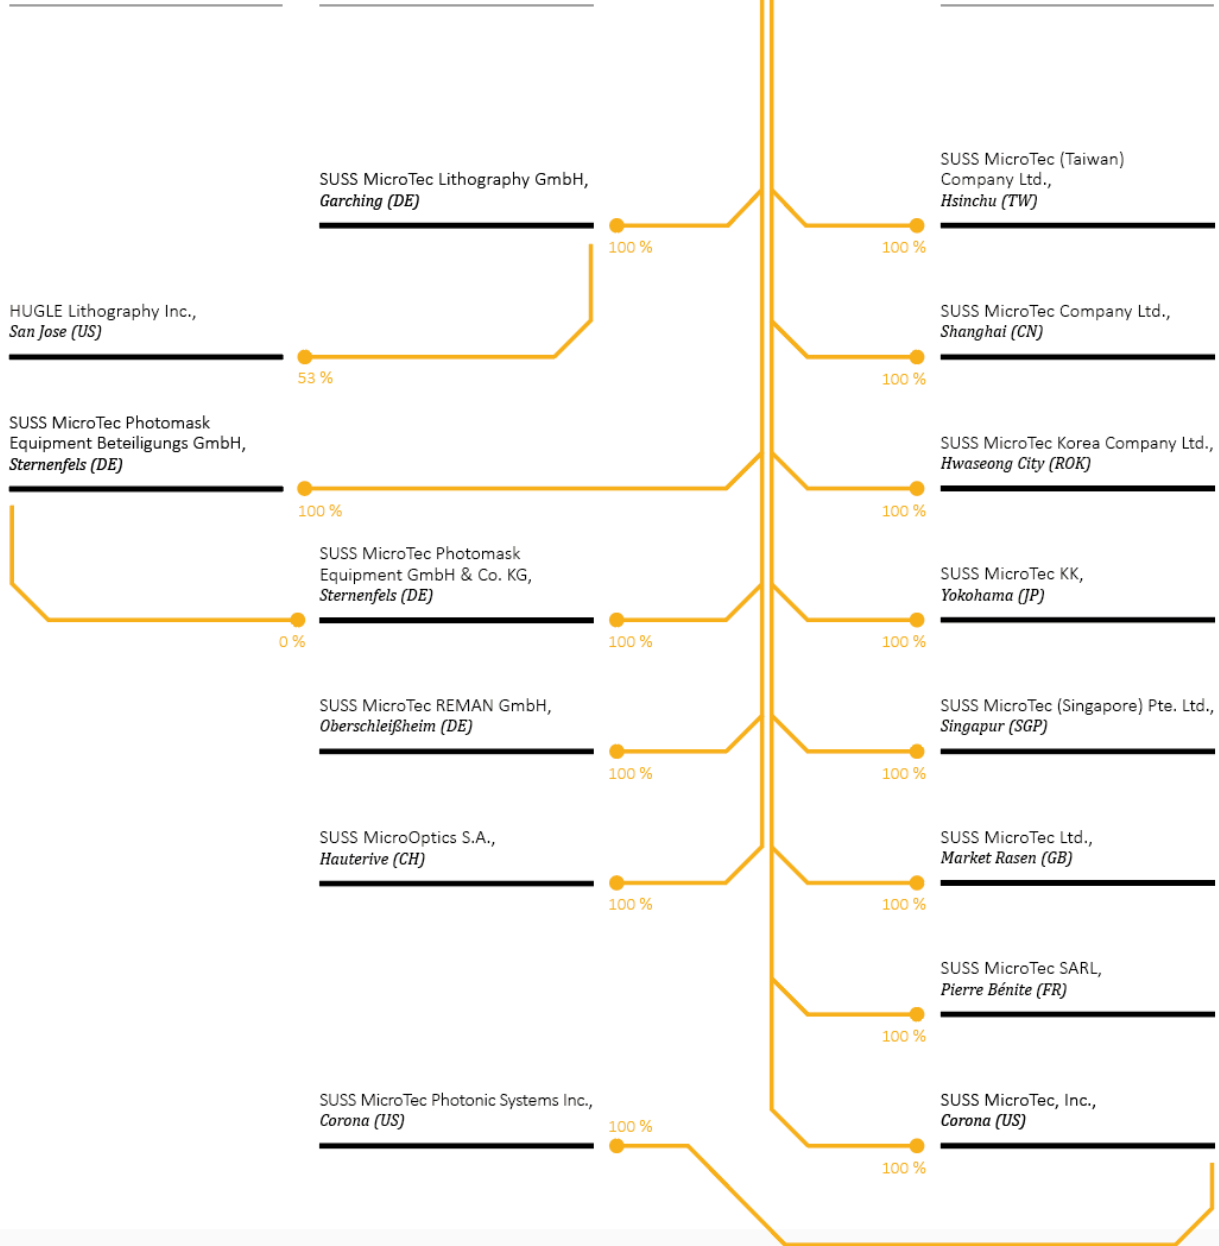 SUSS MicroTec (Taiwan)
Company Ltd.,
Hsinchu (TW)
SUSS MicroTec Lithography GmbH,
Garching (DE)
100 %
100 %
HUGLE Lithography Inc.,
San Jose (US)
53 %
SUSS MicroTec Company Ltd.,
Shanghai (CN)
100 %
SUSS MicroTec Photomask
Equipment Beteiligungs GmbH,
Sternenfels (DE)
100 %
SUSS MicroTec Korea Company Ltd.,
Hwaseong City (ROK)
100 %
SUSS MicroTec Photomask
Equipment GmbH & Co. KG,
Sternenfels (DE)
0 %
100 %
SUSS MicroTec KK,
Yokohama (JP)
100 %
SUSS MicroTec REMAN GmbH,
Oberschleißheim (DE)
100 %
SUSS MicroTec (Singapore) Pte. Ltd.,
Singapur (SGP)
100 %
SUSS MicroOptics S.A.,
Hauterive (CH)
100 %
SUSS MicroTec Ltd.,
Market Rasen (GB)
100 %
SUSS MicroTec SARL,
Pierre Bénite (FR)
100 %
SUSS MicroTec Photonic Systems Inc.,
Corona (US)
100 %
SUSS MicroTec, Inc.,
Corona (US)
100 %